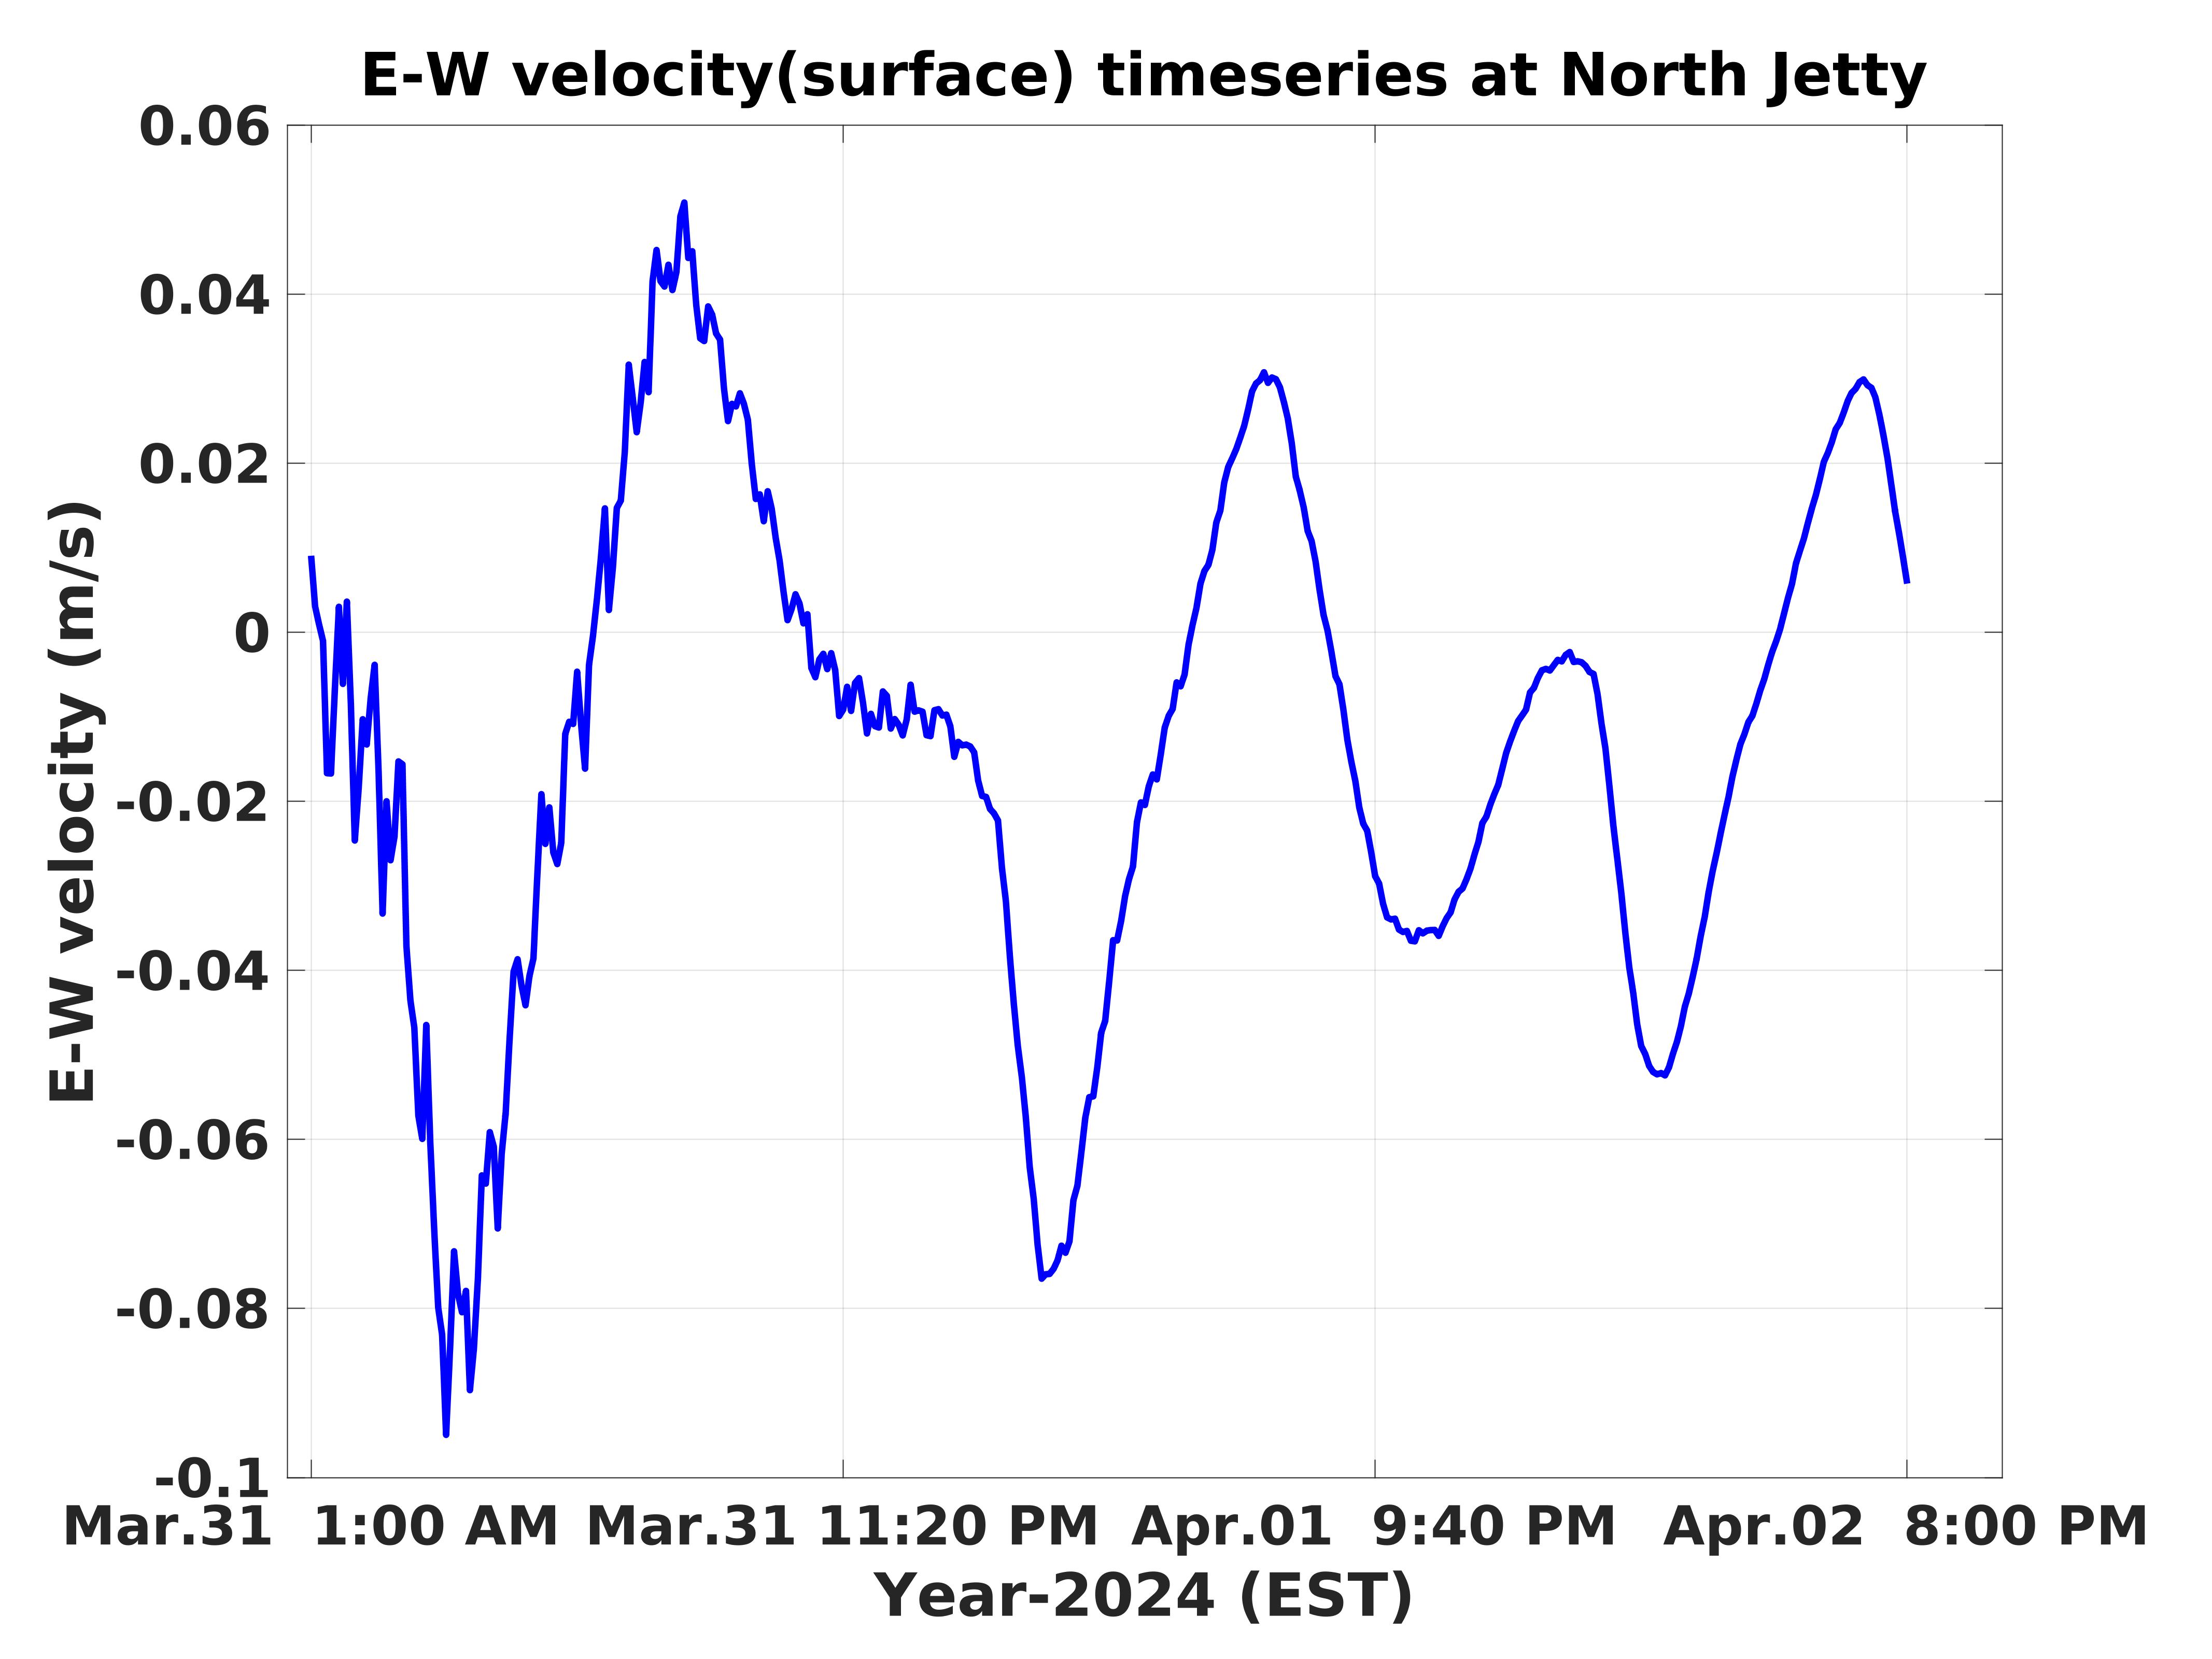 E-W velocity(surface) timeseries at North Jetty
0.06
0.04
0.02
0
-0.02
-0.04
-0.06
-0.08
-0.1
E-W velocity (m/s)
Mar.31 1:00 AM Mar.31 11:20 PM Apr.01 9:40 PM Apr.02 8:00 PM
Year-2024 (EST)